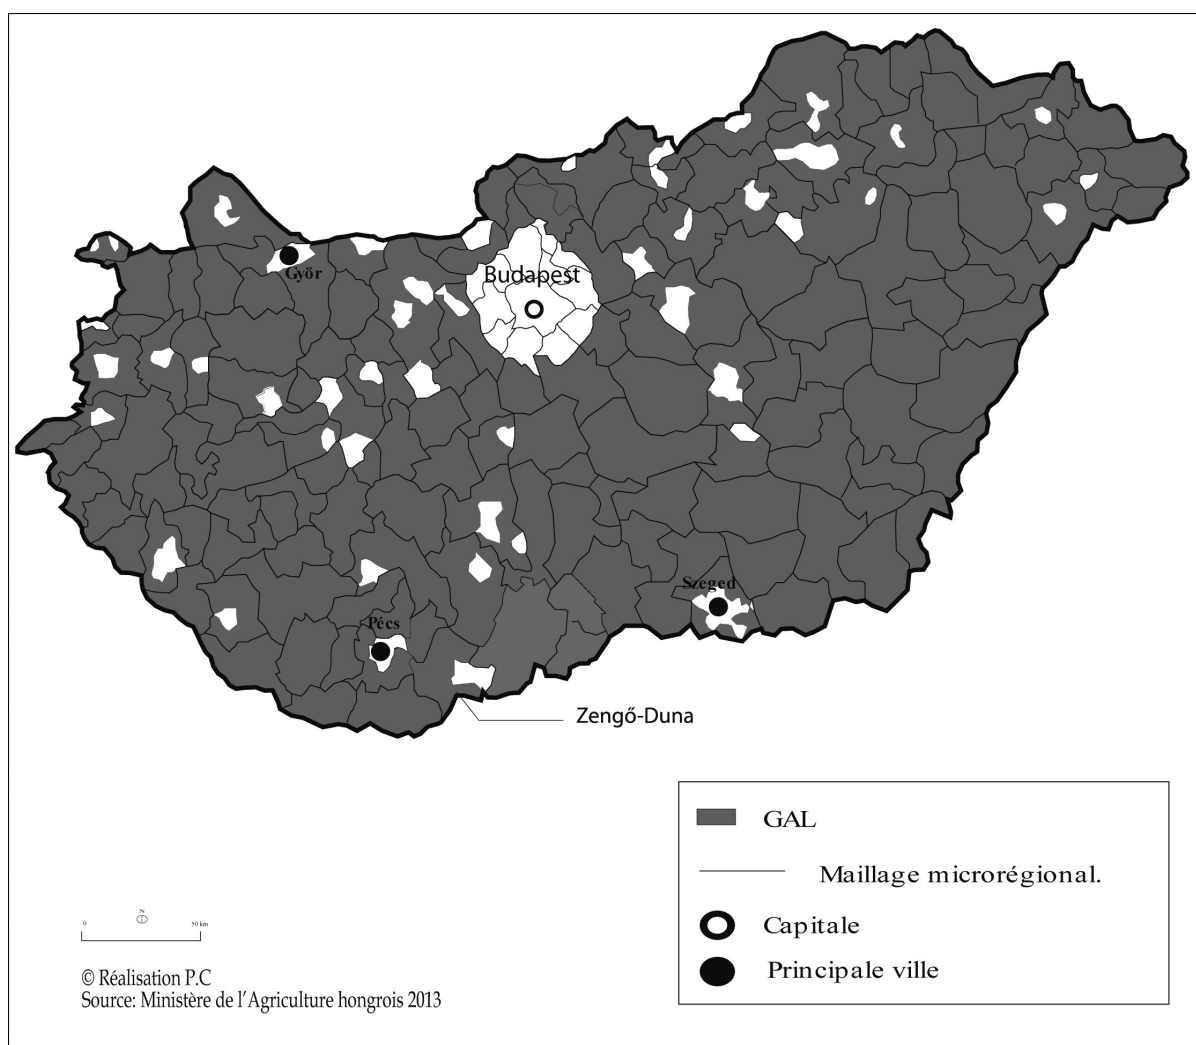 Györ
Budapest
Szeged
Pécs
Zengő-Duna
GAL
Maillage microrégional.
Capitale
Principale ville
N
0 50 km
© Réalisation P.C
Source: Ministère de l'Agriculture hongrois 2013